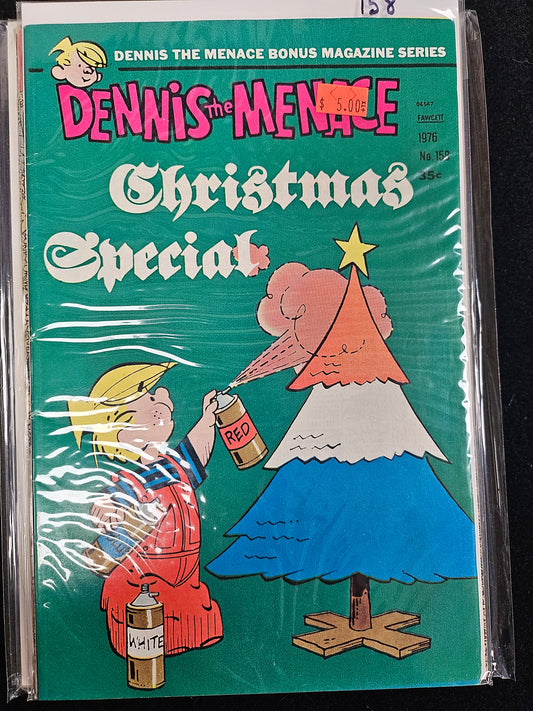 158
DENNIS THE MENACE BONUS MAGAZINE SERIES
DENNIS the MENACE
$ 5.00
04567
FAWCETT
1976
No. 158
35c
Christmas
Special
RED
WHITE